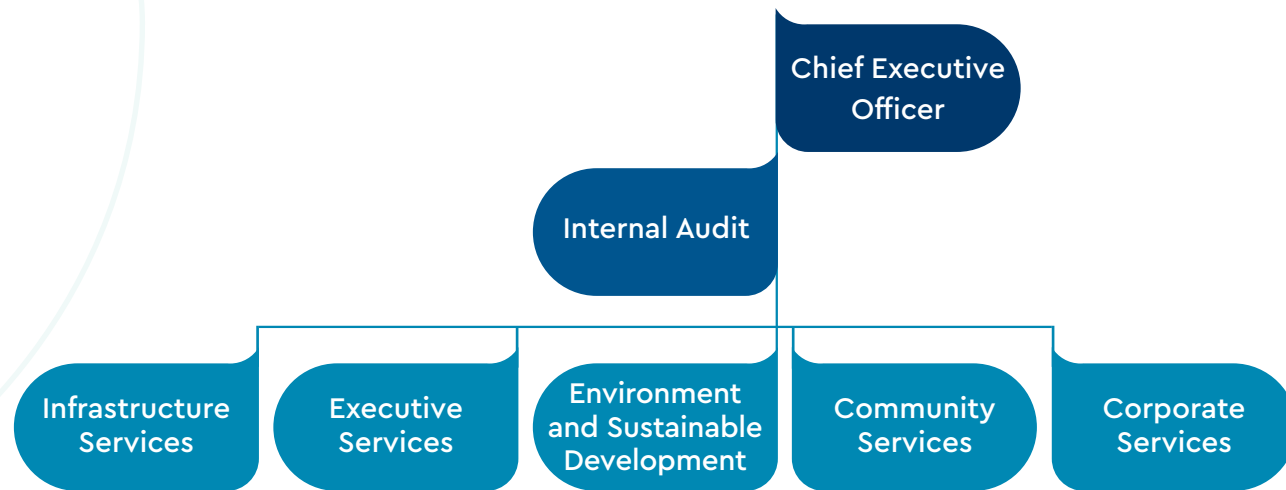 Chief Executive
Officer
Internal Audit
Infrastructure
Services
Executive
Services
Environment
and Sustainable
Development
Community
Services
Corporate
Services